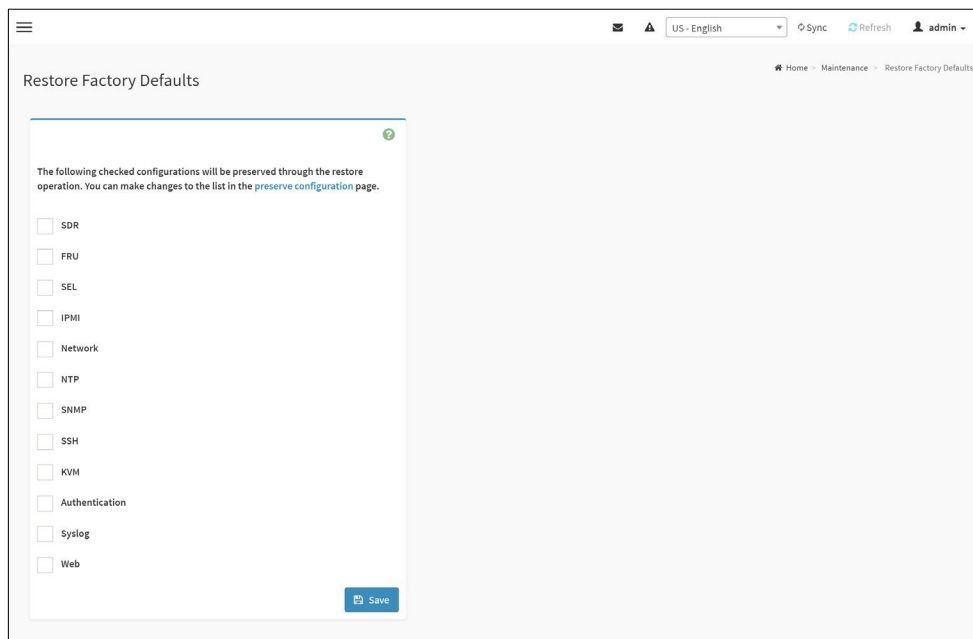 US - English
Sync
Refresh
admin
Restore Factory Defaults
Home > Maintenance > Restore Factory Defaults
The following checked configurations will be preserved through the restore
operation. You can make changes to the list in the preserve configuration page.
SDR
FRU
SEL
IPMI
Network
NTP
SNMP
SSH
KVM
Authentication
Syslog
Web
Save